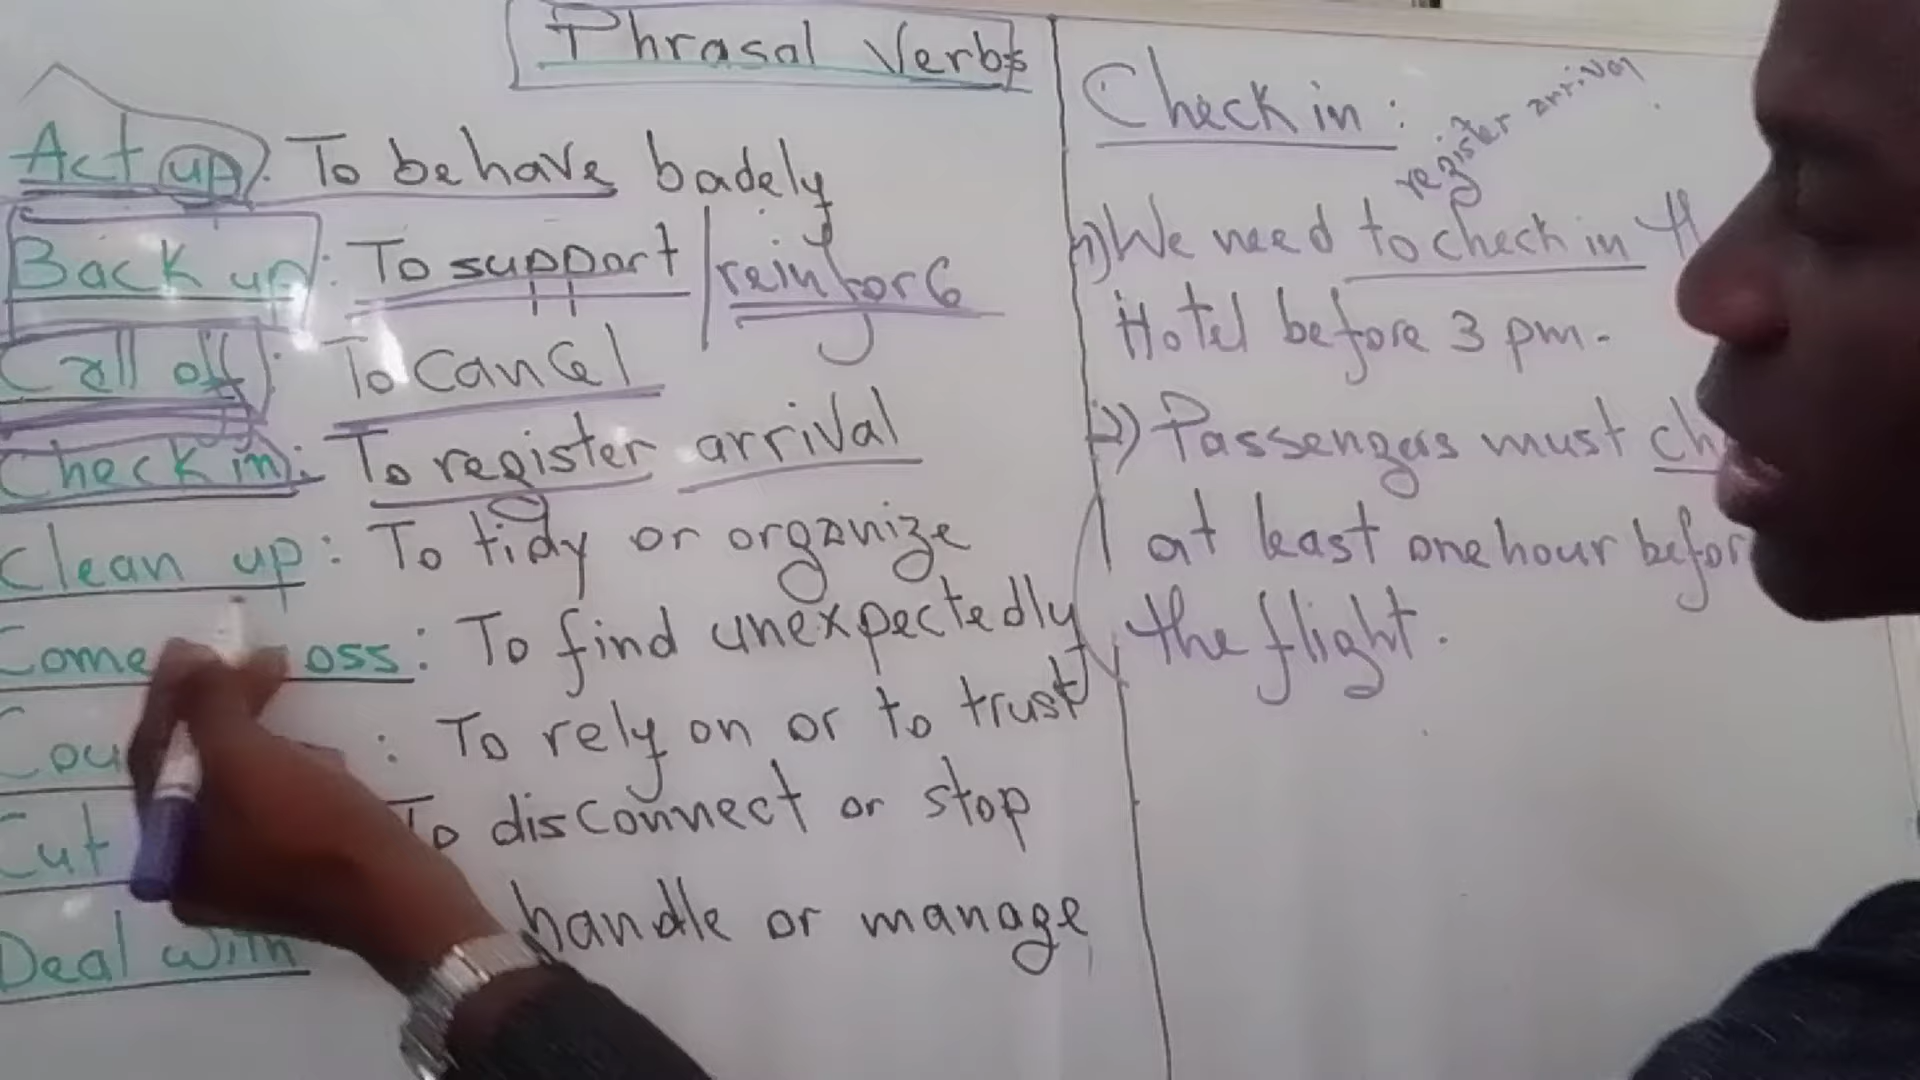 Phrasal Verbs
Act up: To behave badely
Back up: To support / reinforce
Call off: To cancel
Check in: To register arrival
Clean up: To tidy or organize
Come oss: To find unexpectedly
: To rely on or to trust
Cut To disconnect or stop
Deal with handle or manage
Check in:
register arrival
1) We need to check in
Hotel before 3 pm.
2) Passengers must
at least one hour before
the flight.